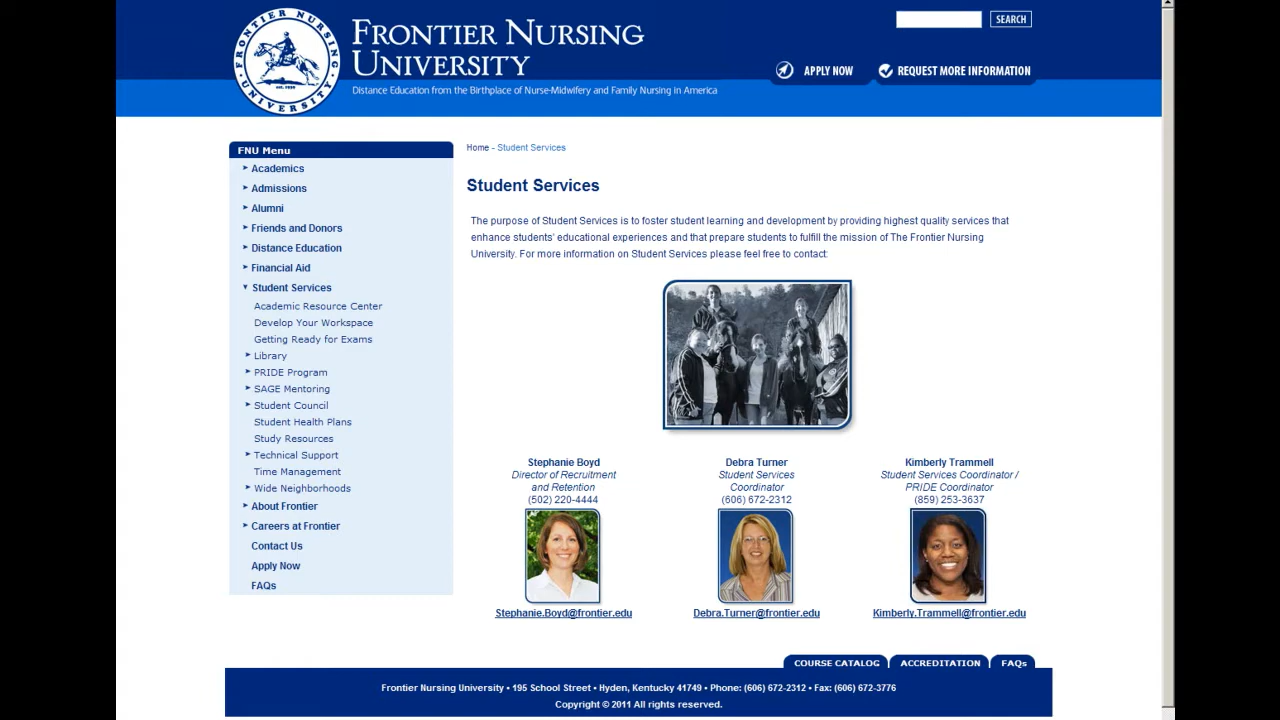 FRONTIER NURSING UNIVERSITY
est. 1939
FRONTIER NURSING
UNIVERSITY
Distance Education from the Birthplace of Nurse-Midwifery and Family Nursing in America
SEARCH
APPLY NOW
REQUEST MORE INFORMATION
FNU Menu
Academics
Admissions
Alumni
Friends and Donors
Distance Education
Financial Aid
Student Services
Academic Resource Center
Develop Your Workspace
Getting Ready for Exams
Library
PRIDE Program
SAGE Mentoring
Student Council
Student Health Plans
Study Resources
Technical Support
Time Management
Wide Neighborhoods
About Frontier
Careers at Frontier
Contact Us
Apply Now
FAQs
Home - Student Services
Student Services
The purpose of Student Services is to foster student learning and development by providing highest quality services that
enhance students' educational experiences and that prepare students to fulfill the mission of The Frontier Nursing
University. For more information on Student Services please feel free to contact:
Stephanie Boyd
Director of Recruitment
and Retention
(502) 220-4444
Stephanie.Boyd@frontier.edu
Debra Turner
Student Services
Coordinator
(606) 672-2312
Debra.Turner@frontier.edu
Kimberly Trammell
Student Services Coordinator /
PRIDE Coordinator
(859) 253-3637
Kimberly.Trammell@frontier.edu
COURSE CATALOG
ACCREDITATION
FAQs
Frontier Nursing University • 195 School Street • Hyden, Kentucky 41749 • Phone: (606) 672-2312 • Fax: (606) 672-3776
Copyright © 2011 All rights reserved.